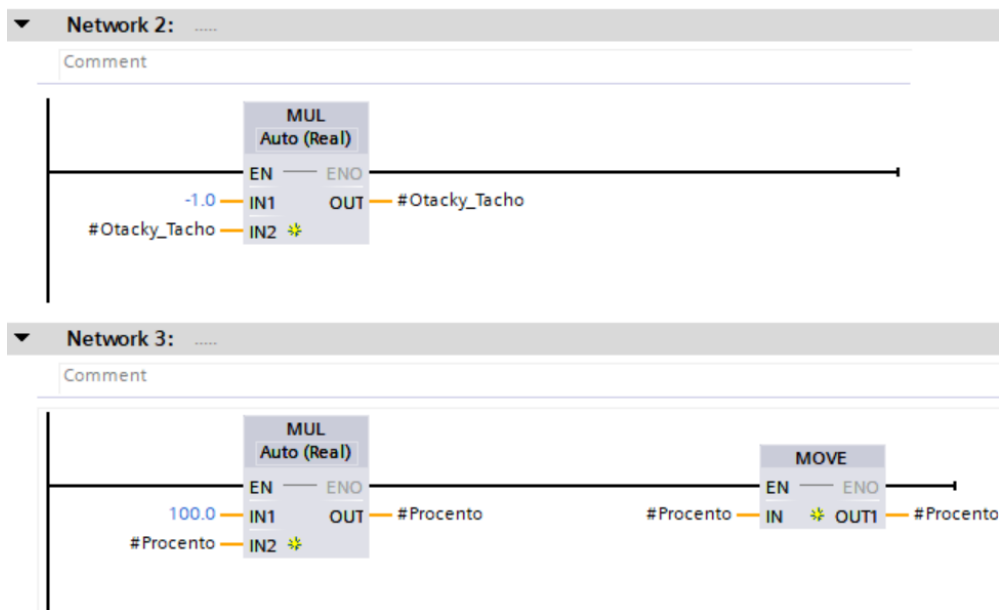 Network 2: .....
Comment
MUL
Auto (Real)
EN ENO
-1.0 IN1 OUT #Otacky_Tacho
#Otacky_Tacho IN2
Network 3: .....
Comment
MUL
Auto (Real)
MOVE
EN ENO EN ENO
100.0 IN1 OUT #Procento #Procento IN OUT1 #Procento
#Procento IN2